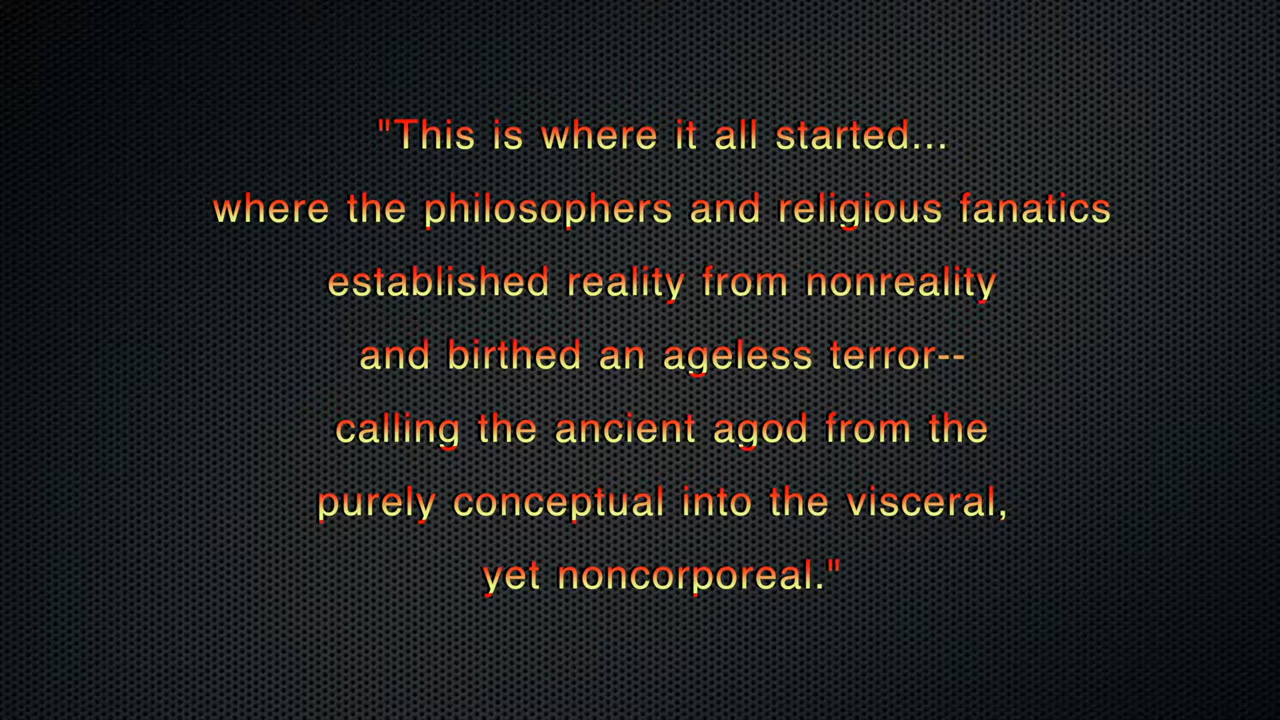 "This is where it all started...
where the philosophers and religious fanatics
established reality from nonreality
and birthed an ageless terror--
calling the ancient agod from the
purely conceptual into the visceral,
yet noncorporeal."